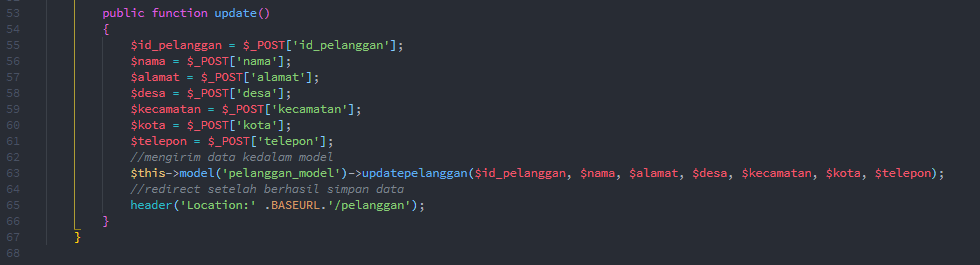 53 public function update()
54 {
55 $id_pelanggan = $_POST['id_pelanggan'];
56 $nama = $_POST['nama'];
57 $alamat = $_POST['alamat'];
58 $desa = $_POST['desa'];
59 $kecamatan = $_POST['kecamatan'];
60 $kota = $_POST['kota'];
61 $telepon = $_POST['telepon'];
62 //mengirim data kedalam model
63 $this->model('pelanggan_model')->updatepelanggan($id_pelanggan, $nama, $alamat, $desa, $kecamatan, $kota, $telepon);
64 //redirect setelah berhasil simpan data
65 header('Location:' .BASEURL.'/pelanggan');
66 }
67 }
68